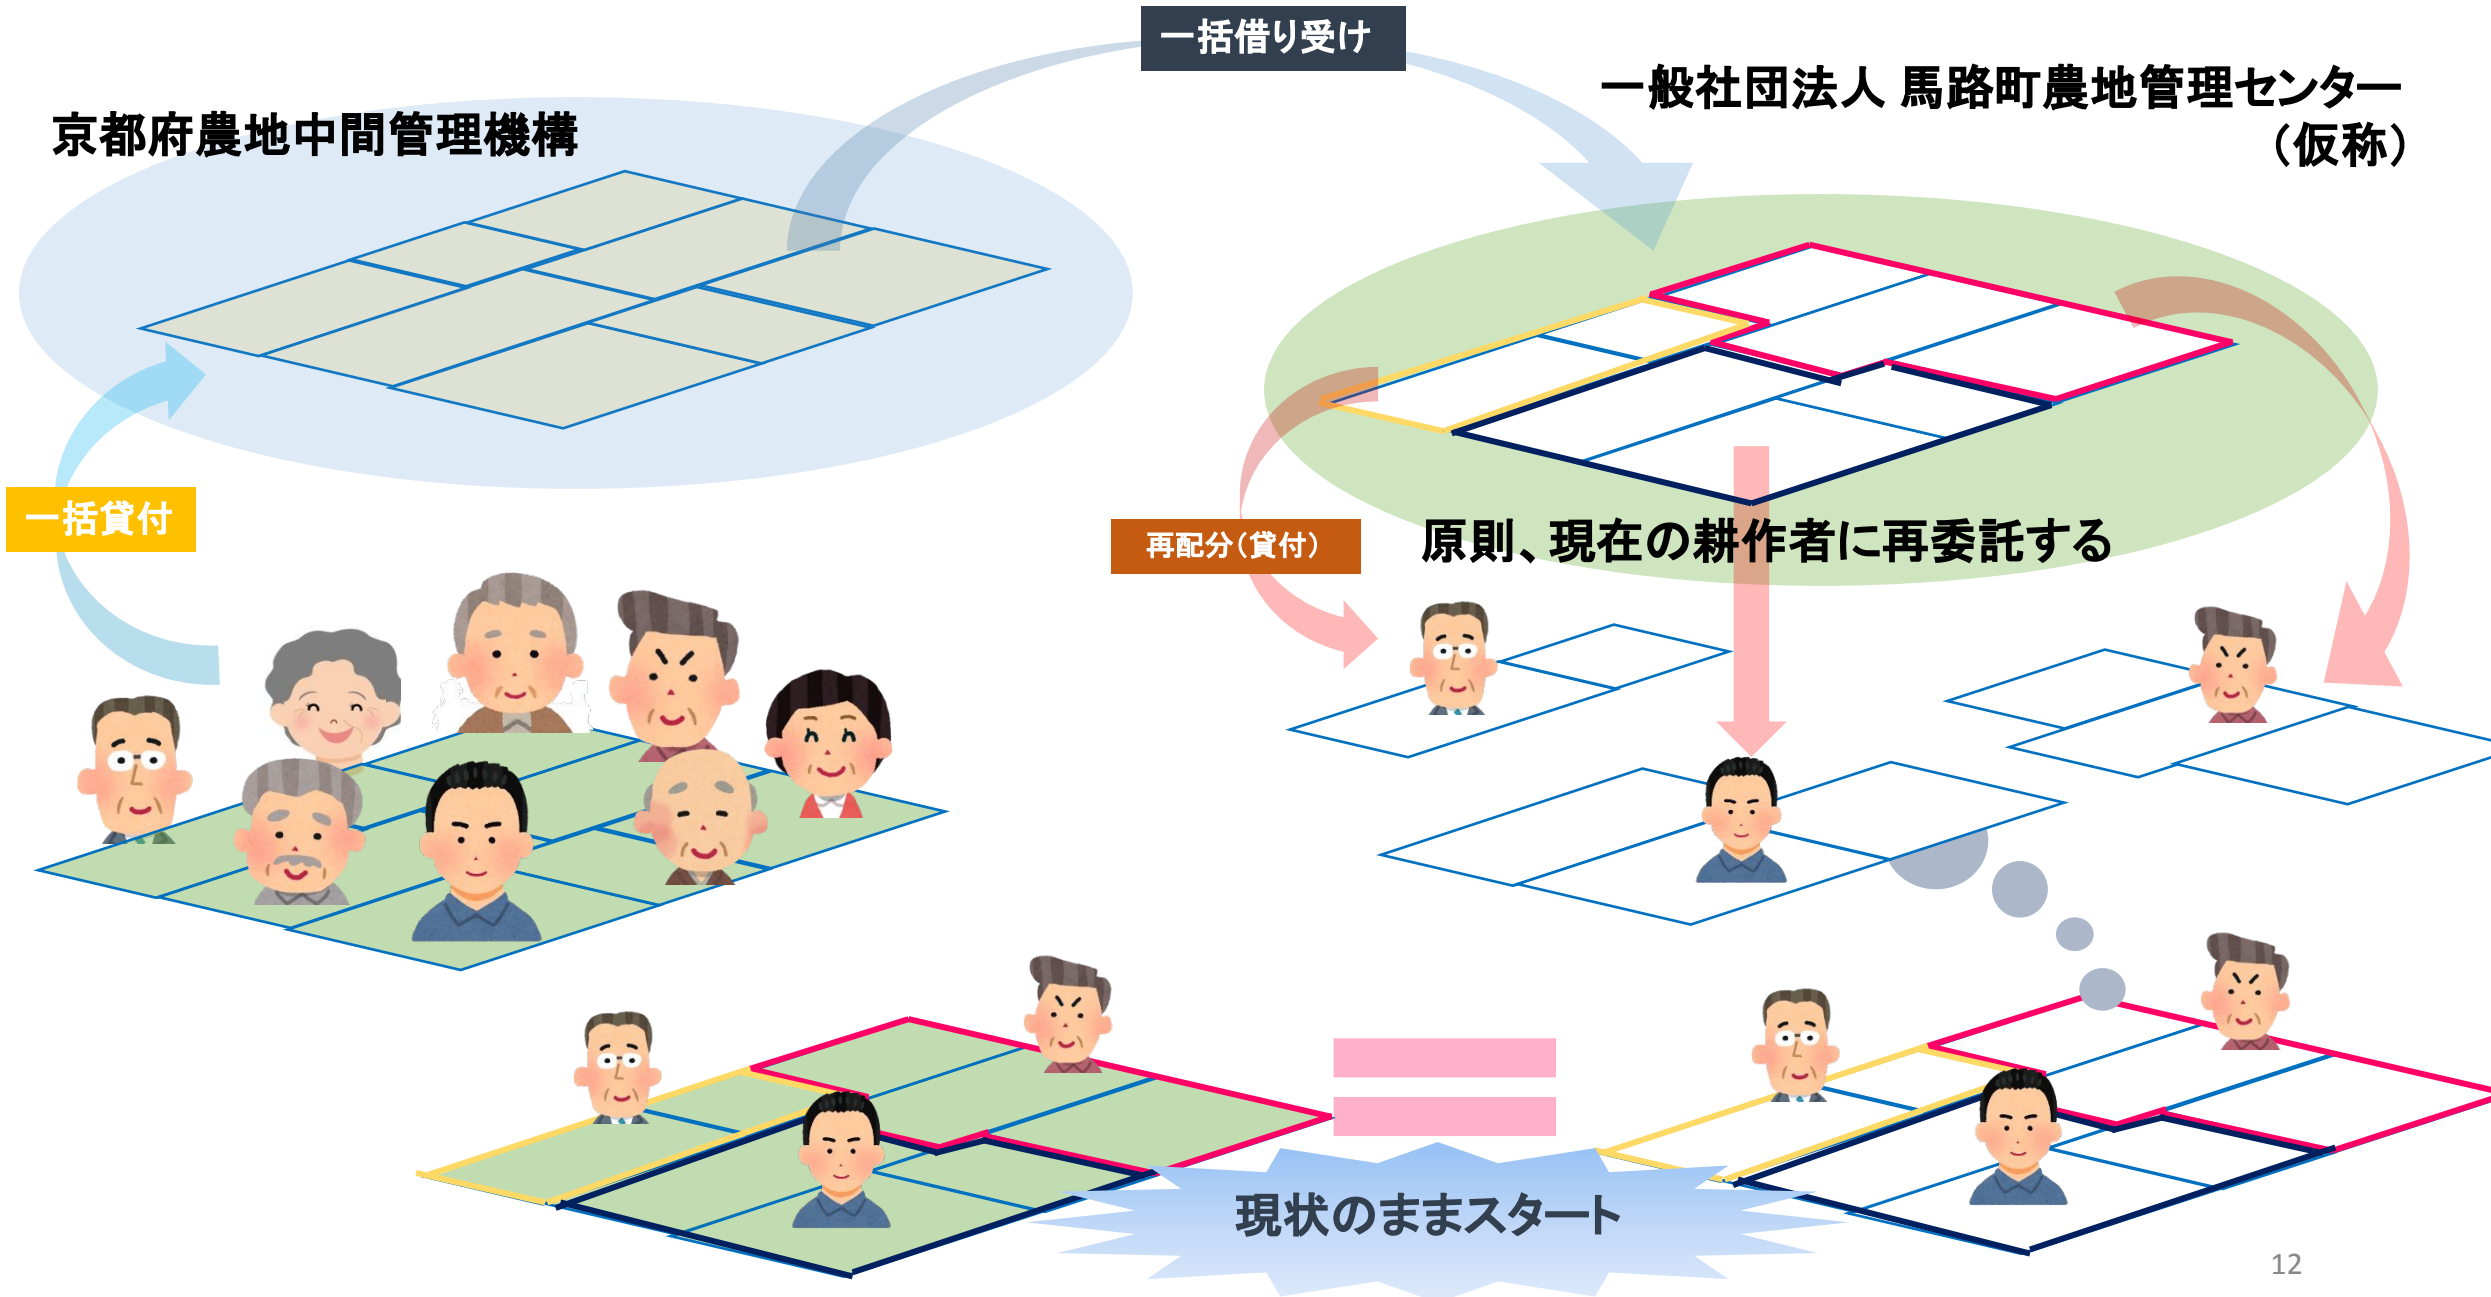 一括借り受け
一般社団法人 馬路町農地管理センター
（仮称）
京都府農地中間管理機構
一括貸付
再配分（貸付）
原則、現在の耕作者に再委託する
現状のままスタート
12